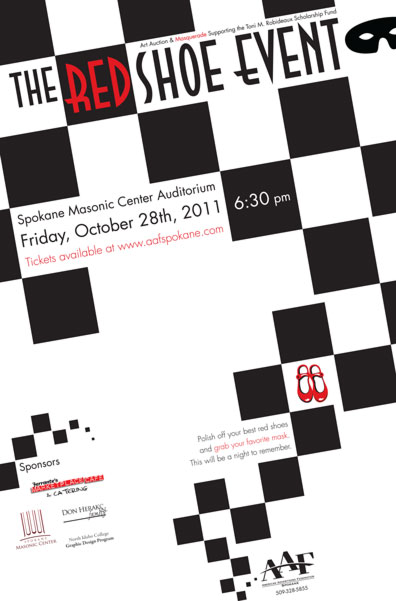 Art Auction & Masquerade Supporting the Toni M. Robideaux Scholarship Fund
THE RED SHOE EVENT
Spokane Masonic Center Auditorium
Friday, October 28th, 2011
6:30 pm
Tickets available at www.aafspokane.com
Polish off your best red shoes
and grab your favorite mask.
This will be a night to remember.
Sponsors
MARKETPLACE CAFE
& CATERING
SPOKANE
MASONIC CENTER
DON HERAK
North Idaho College
Graphic Design Program
AAF
AMERICAN ADVERTISING FEDERATION
SPOKANE
509-328-5855